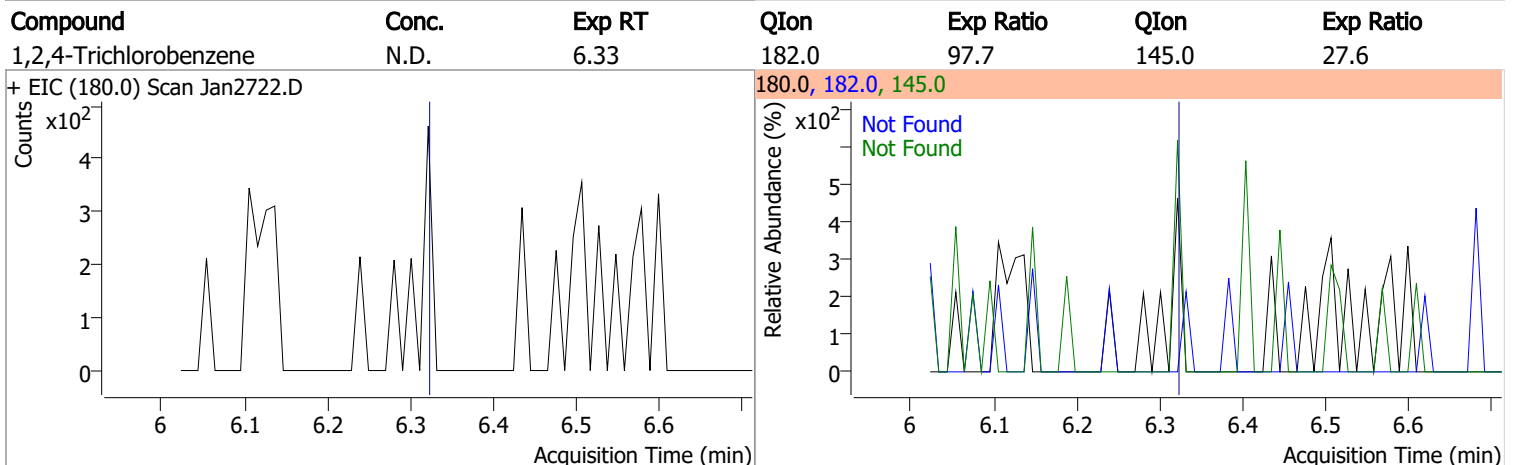 Compound Conc. Exp RT QIon Exp Ratio QIon Exp Ratio
1,2,4-Trichlorobenzene N.D. 6.33 182.0 97.7 145.0 27.6
+ EIC (180.0) Scan Jan2722.D
Counts
x10²
4
3
2
1
0
6 6.1 6.2 6.3 6.4 6.5 6.6
Acquisition Time (min)
180.0, 182.0, 145.0
Relative Abundance (%)
x10²
Not Found
Not Found
5
4
3
2
1
0
6 6.1 6.2 6.3 6.4 6.5 6.6
Acquisition Time (min)